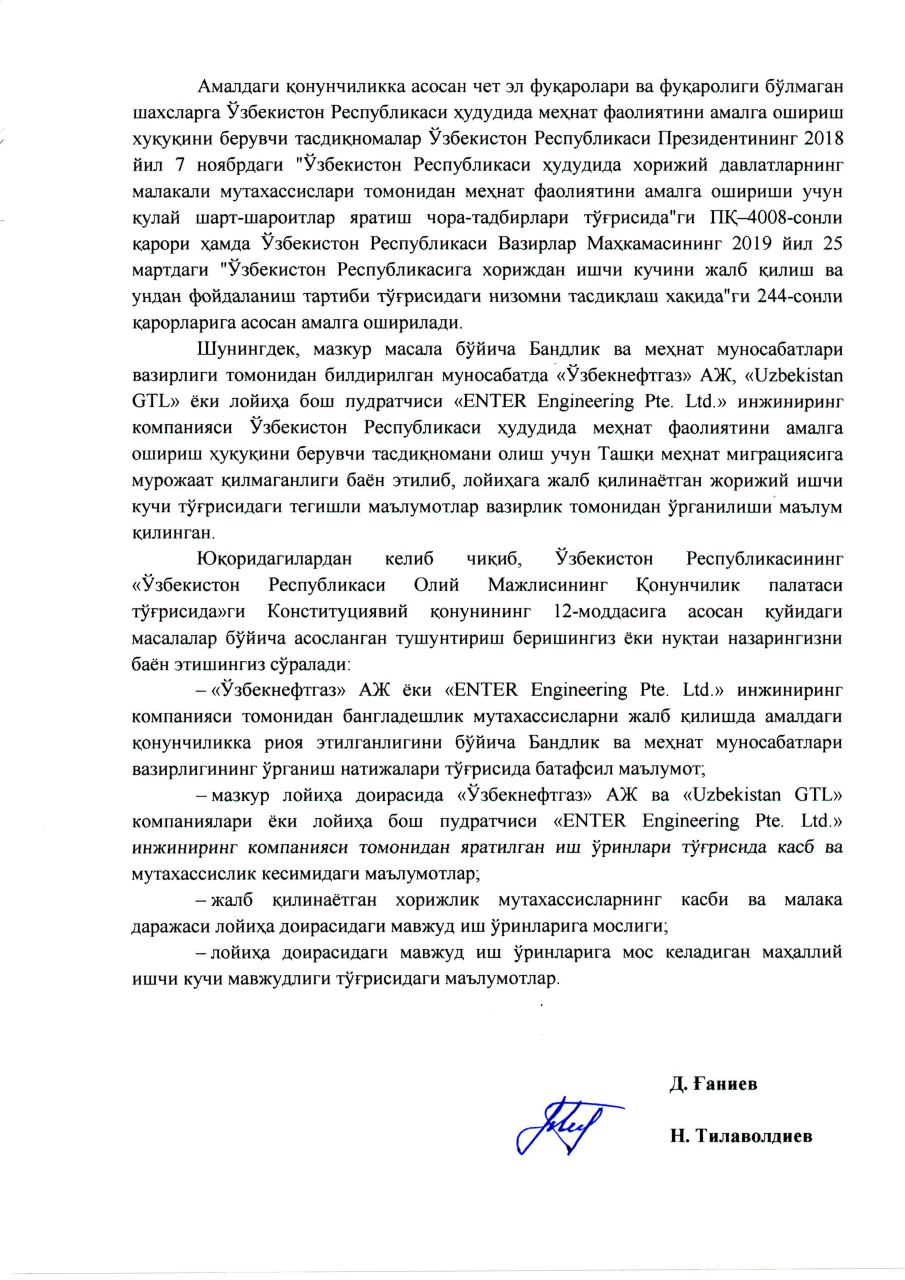 Амалдаги қонунчиликка асосан чет эл фуқаролари ва фуқаролиги бўлмаган
шахсларга Ўзбекистон Республикаси ҳудудида меҳнат фаолиятини амалга ошириш
хуқуқини берувчи тасдиқномалар Ўзбекистон Республикаси Президентининг 2018
йил 7 ноябрдаги "Ўзбекистон Республикаси ҳудудида хорижий давлатларнинг
малакали мутахассислари томонидан меҳнат фаолиятини амалга ошириши учун
қулай шарт-шароитлар яратиш чора-тадбирлари тўғрисида"ги ПҚ–4008-сонли
қарори ҳамда Ўзбекистон Республикаси Вазирлар Маҳкамасининг 2019 йил 25
мартдаги "Ўзбекистон Республикасига хориждан ишчи кучини жалб қилиш ва
ундан фойдаланиш тартиби тўғрисидаги низомни тасдиқлаш хақида"ги 244-сонли
қарорларига асосан амалга оширилади.
Шунингдек, мазкур масала бўйича Бандлик ва меҳнат муносабатлари
вазирлиги томонидан билдирилган муносабатда «Ўзбекнефтгаз» АЖ, «Uzbekistan
GTL» ёки лойиҳа бош пудратчиси «ENTER Engineering Pte. Ltd.» инжиниринг
компанияси Ўзбекистон Республикаси ҳудудида меҳнат фаолиятини амалга
ошириш ҳуқуқини берувчи тасдиқномани олиш учун Ташқи меҳнат миграциясига
мурожаат қилмаганлиги баён этилиб, лойиҳага жалб қилинаётган жорижий ишчи
кучи тўғрисидаги тегишли маълумотлар вазирлик томонидан ўрганилиши маълум
қилинган.
Юқоридагилардан келиб чиқиб, Ўзбекистон Республикасининг
«Ўзбекистон Республикаси Олий Мажлисининг Қонунчилик палатаси
тўғрисида»ги Конституциявий қонунининг 12-моддасига асосан қуйидаги
масалалар бўйича асосланган тушунтириш беришингиз ёки нуқтаи назарингизни
баён этишингиз сўралади:
– «Ўзбекнефтгаз» АЖ ёки «ENTER Engineering Pte. Ltd.» инжиниринг
компанияси томонидан бангладешлик мутахассисларни жалб қилишда амалдаги
қонунчиликка риоя этилганлигини бўйича Бандлик ва меҳнат муносабатлари
вазирлигининг ўрганиш натижалари тўғрисида батафсил маълумот;
– мазкур лойиҳа доирасида «Ўзбекнефтгаз» АЖ ва «Uzbekistan GTL»
компаниялари ёки лойиҳа бош пудратчиси «ENTER Engineering Pte. Ltd.»
инжиниринг компанияси томонидан яратилган иш ўринлари тўғрисида касб ва
мутахассислик кесимидаги маълумотлар;
– жалб қилинаётган хорижлик мутахассисларнинг касби ва малака
даражаси лойиҳа доирасидаги мавжуд иш ўринларига мослиги;
– лойиҳа доирасидаги мавжуд иш ўринларига мос келадиган маҳаллий
ишчи кучи мавжудлиги тўғрисидаги маълумотлар.
Д. Ғаниев
Н. Тилаволдиев